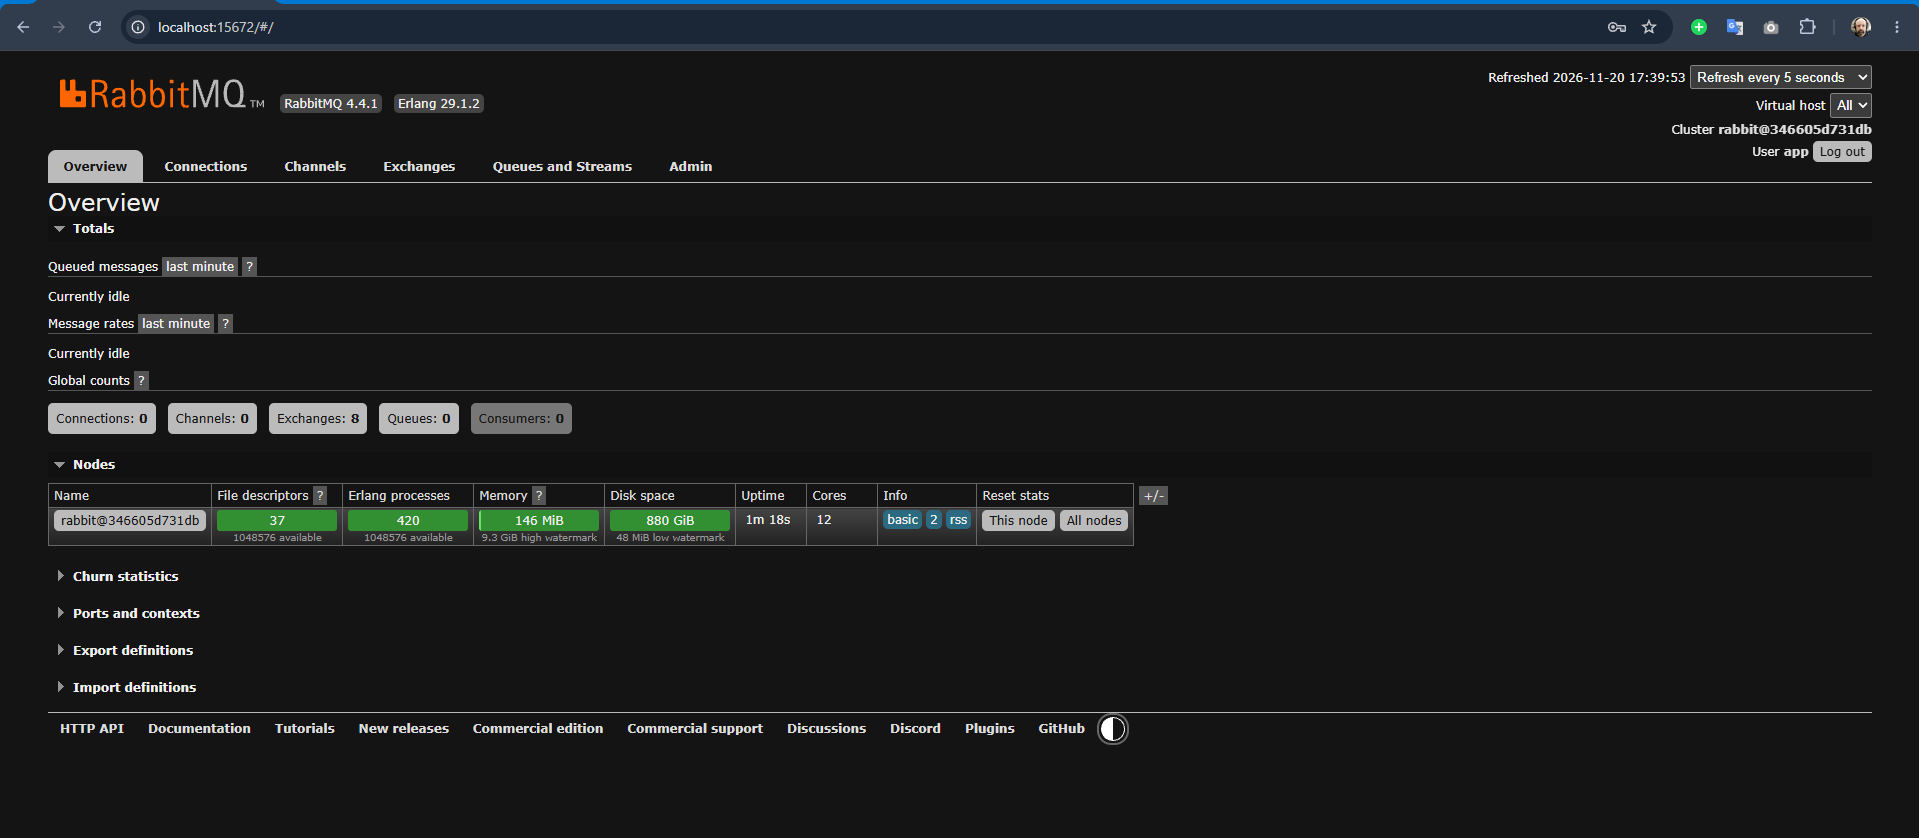 localhost:15672/#/
RabbitMQ TM RabbitMQ 4.4.1 Erlang 29.1.2
Refreshed 2026-11-20 17:39:53 Refresh every 5 seconds
Virtual host All
Cluster rabbit@346605d731db
User app Log out
Overview Connections Channels Exchanges Queues and Streams Admin
Overview
Totals
Queued messages last minute ?
Currently idle
Message rates last minute ?
Currently idle
Global counts ?
Connections: 0 Channels: 0 Exchanges: 8 Queues: 0 Consumers: 0
Nodes
Name File descriptors ? Erlang processes Memory ? Disk space Uptime Cores Info Reset stats +/-
rabbit@346605d731db 37 420 146 MiB 880 GiB 1m 18s 12 basic 2 rss This node All nodes
1048576 available 1048576 available 9.3 GiB high watermark 48 MiB low watermark
Churn statistics
Ports and contexts
Export definitions
Import definitions
HTTP API Documentation Tutorials New releases Commercial edition Commercial support Discussions Discord Plugins GitHub